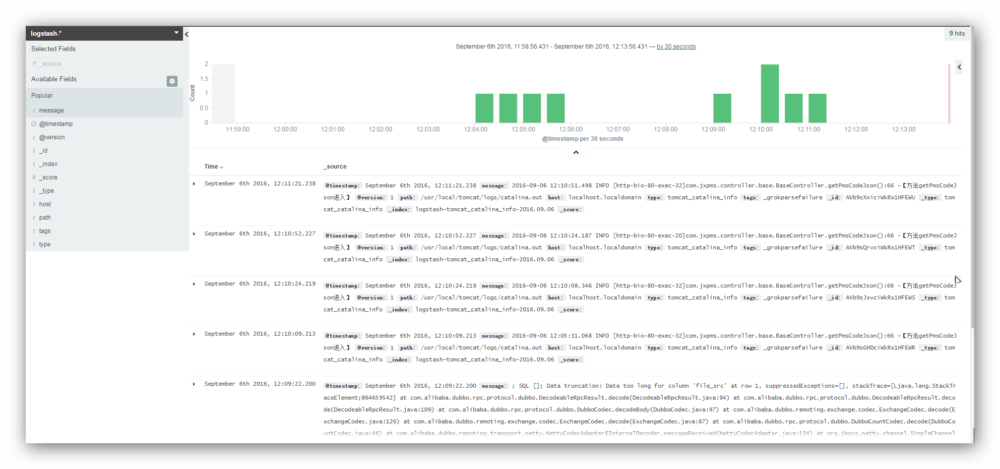 logstash-*
Selected Fields
? _source
Available Fields
Popular
t message
@timestamp
t @version
t _id
t _index
# _score
t _type
t host
t path
t tags
t type
9 hits
September 6th 2016, 11:58:56.431 - September 6th 2016, 12:13:56.431 — by 30 seconds
Count
2
1.5
1
0.5
0
11:59:00 12:00:00 12:01:00 12:02:00 12:03:00 12:04:00 12:05:00 12:06:00 12:07:00 12:08:00 12:09:00 12:10:00 12:11:00 12:12:00 12:13:00
@timestamp per 30 seconds
Time _source
September 6th 2016, 12:11:21.238 @timestamp: September 6th 2016, 12:11:21.238 message: 2016-09-06 12:10:51.498 INFO [http-bio-80-exec-32]com.jxpms.controller.base.BaseController.getPmsCodeJson():66 -【方法getPmsCodeJ
son进入】 @version: 1 path: /usr/local/tomcat/logs/catalina.out host: localhost.localdomain type: tomcat_catalina_info tags: _grokparsefailure _id: AVb9sXxiciWkRx1HFEWU _type: tom
cat_catalina_info _index: logstash-tomcat_catalina_info-2016.09.06 _score:
September 6th 2016, 12:10:52.227 @timestamp: September 6th 2016, 12:10:52.227 message: 2016-09-06 12:10:24.187 INFO [http-bio-80-exec-20]com.jxpms.controller.base.BaseController.getPmsCodeJson():66 -【方法getPmsCodeJ
son进入】 @version: 1 path: /usr/local/tomcat/logs/catalina.out host: localhost.localdomain type: tomcat_catalina_info tags: _grokparsefailure _id: AVb9sQrvciWkRx1HFEWT _type: tom
cat_catalina_info _index: logstash-tomcat_catalina_info-2016.09.06 _score:
September 6th 2016, 12:10:24.219 @timestamp: September 6th 2016, 12:10:24.219 message: 2016-09-06 12:10:08.346 INFO [http-bio-80-exec-32]com.jxpms.controller.base.BaseController.getPmsCodeJson():66 -【方法getPmsCodeJ
son进入】 @version: 1 path: /usr/local/tomcat/logs/catalina.out host: localhost.localdomain type: tomcat_catalina_info tags: _grokparsefailure _id: AVb9sJxvciWkRx1HFEWS _type: tom
cat_catalina_info _index: logstash-tomcat_catalina_info-2016.09.06 _score:
September 6th 2016, 12:10:09.213 @timestamp: September 6th 2016, 12:10:09.213 message: 2016-09-06 12:05:31.068 INFO [http-bio-80-exec-32]com.jxpms.controller.base.BaseController.getPmsCodeJson():66 -【方法getPmsCodeJ
son进入】 @version: 1 path: /usr/local/tomcat/logs/catalina.out host: localhost.localdomain type: tomcat_catalina_info tags: _grokparsefailure _id: AVb9sGHDciWkRx1HFEWR _type: tom
cat_catalina_info _index: logstash-tomcat_catalina_info-2016.09.06 _score:
September 6th 2016, 12:09:22.200 @timestamp: September 6th 2016, 12:09:22.200 message: ; SQL []; Data truncation: Data too long for column 'file_src' at row 1, suppressedExceptions=[], stackTrace=[Ljava.lang.StackTr
aceElement;@64659542} at com.alibaba.dubbo.rpc.protocol.dubbo.DecodeableRpcResult.decode(DecodeableRpcResult.java:94) at com.alibaba.dubbo.rpc.protocol.dubbo.DecodeableRpcResult.deco
de(DecodeableRpcResult.java:109) at com.alibaba.dubbo.rpc.protocol.dubbo.DubboCodec.decodeBody(DubboCodec.java:97) at com.alibaba.dubbo.remoting.exchange.codec.ExchangeCodec.decode(E
xchangeCodec.java:126) at com.alibaba.dubbo.remoting.exchange.codec.ExchangeCodec.decode(ExchangeCodec.java:87) at com.alibaba.dubbo.rpc.protocol.dubbo.DubboCountCodec.decode(DubboCo
untCodec.java:46) at com.alibaba.dubbo.remoting.transport.netty.NettyCodecAdapter$InternalDecoder.messageReceived(NettyCodecAdapter.java:134) at org.jboss.netty.channel.SimpleChannel